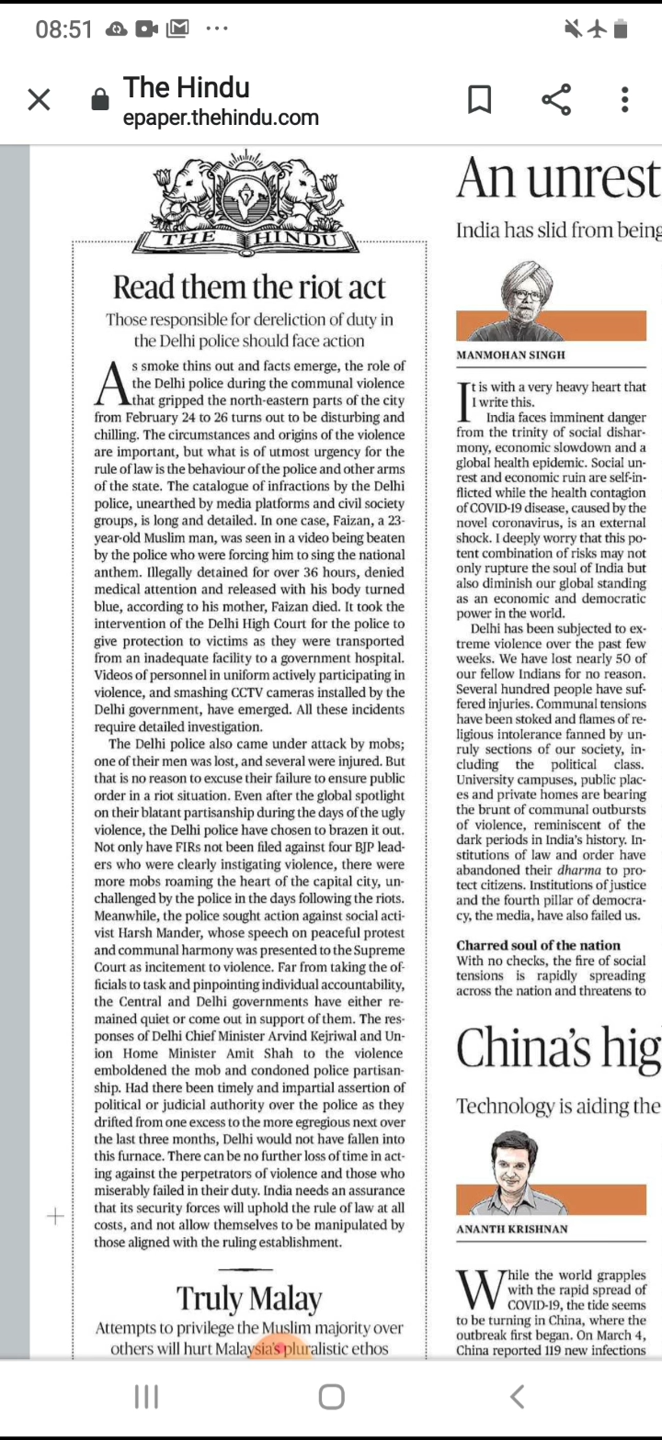 08:51
The Hindu
epaper.thehindu.com
THE HINDU
Read them the riot act
Those responsible for dereliction of duty in
the Delhi police should face action
As smoke thins out and facts emerge, the role of
the Delhi police during the communal violence
that gripped the north-eastern parts of the city
from February 24 to 26 turns out to be disturbing and
chilling. The circumstances and origins of the violence
are important, but what is of utmost urgency for the
rule of law is the behaviour of the police and other arms
of the state. The catalogue of infractions by the Delhi
police, unearthed by media platforms and civil society
groups, is long and detailed. In one case, Faizan, a 23-
year-old Muslim man, was seen in a video being beaten
by the police who were forcing him to sing the national
anthem. Illegally detained for over 36 hours, denied
medical attention and released with his body turned
blue, according to his mother, Faizan died. It took the
intervention of the Delhi High Court for the police to
give protection to victims as they were transported
from an inadequate facility to a government hospital.
Videos of personnel in uniform actively participating in
violence, and smashing CCTV cameras installed by the
Delhi government, have emerged. All these incidents
require detailed investigation.
The Delhi police also came under attack by mobs;
one of their men was lost, and several were injured. But
that is no reason to excuse their failure to ensure public
order in a riot situation. Even after the global spotlight
on their blatant partisanship during the days of the ugly
violence, the Delhi police have chosen to brazen it out.
Not only have FIRs not been filed against four BJP lead-
ers who were clearly instigating violence, there were
more mobs roaming the heart of the capital city, un-
challenged by the police in the days following the riots.
Meanwhile, the police sought action against social acti-
vist Harsh Mander, whose speech on peaceful protest
and communal harmony was presented to the Supreme
Court as incitement to violence. Far from taking the of-
ficials to task and pinpointing individual accountability,
the Central and Delhi governments have either re-
mained quiet or come out in support of them. The res-
ponses of Delhi Chief Minister Arvind Kejriwal and Un-
ion Home Minister Amit Shah to the violence
emboldened the mob and condoned police partisan-
ship. Had there been timely and impartial assertion of
political or judicial authority over the police as they
drifted from one excess to the more egregious next over
the last three months, Delhi would not have fallen into
this furnace. There can be no further loss of time in act-
ing against the perpetrators of violence and those who
miserably failed in their duty. India needs an assurance
that its security forces will uphold the rule of law at all
costs, and not allow themselves to be manipulated by
those aligned with the ruling establishment.
Truly Malay
Attempts to privilege the Muslim majority over
others will hurt Malaysia's pluralistic ethos
An unrest
India has slid from being
MANMOHAN SINGH
It is with a very heavy heart that
I write this.
India faces imminent danger
from the trinity of social dishar-
mony, economic slowdown and a
global health epidemic. Social un-
rest and economic ruin are self-in-
flicted while the health contagion
of COVID-19 disease, caused by the
novel coronavirus, is an external
shock. I deeply worry that this po-
tent combination of risks may not
only rupture the soul of India but
also diminish our global standing
as an economic and democratic
power in the world.
Delhi has been subjected to ex-
treme violence over the past few
weeks. We have lost nearly 50 of
our fellow Indians for no reason.
Several hundred people have suf-
fered injuries. Communal tensions
have been stoked and flames of re-
ligious intolerance fanned by un-
ruly sections of our society, in-
cluding the political class.
University campuses, public plac-
es and private homes are bearing
the brunt of communal outbursts
of violence, reminiscent of the
dark periods in India's history. In-
stitutions of law and order have
abandoned their dharma to pro-
tect citizens. Institutions of justice
and the fourth pillar of democra-
cy, the media, have also failed us.
Charred soul of the nation
With no checks, the fire of social
tensions is rapidly spreading
across the nation and threatens to
China's hig
Technology is aiding the
ANANTH KRISHNAN
While the world grapples
with the rapid spread of
COVID-19, the tide seems
to be turning in China, where the
outbreak first began. On March 4,
China reported 119 new infections